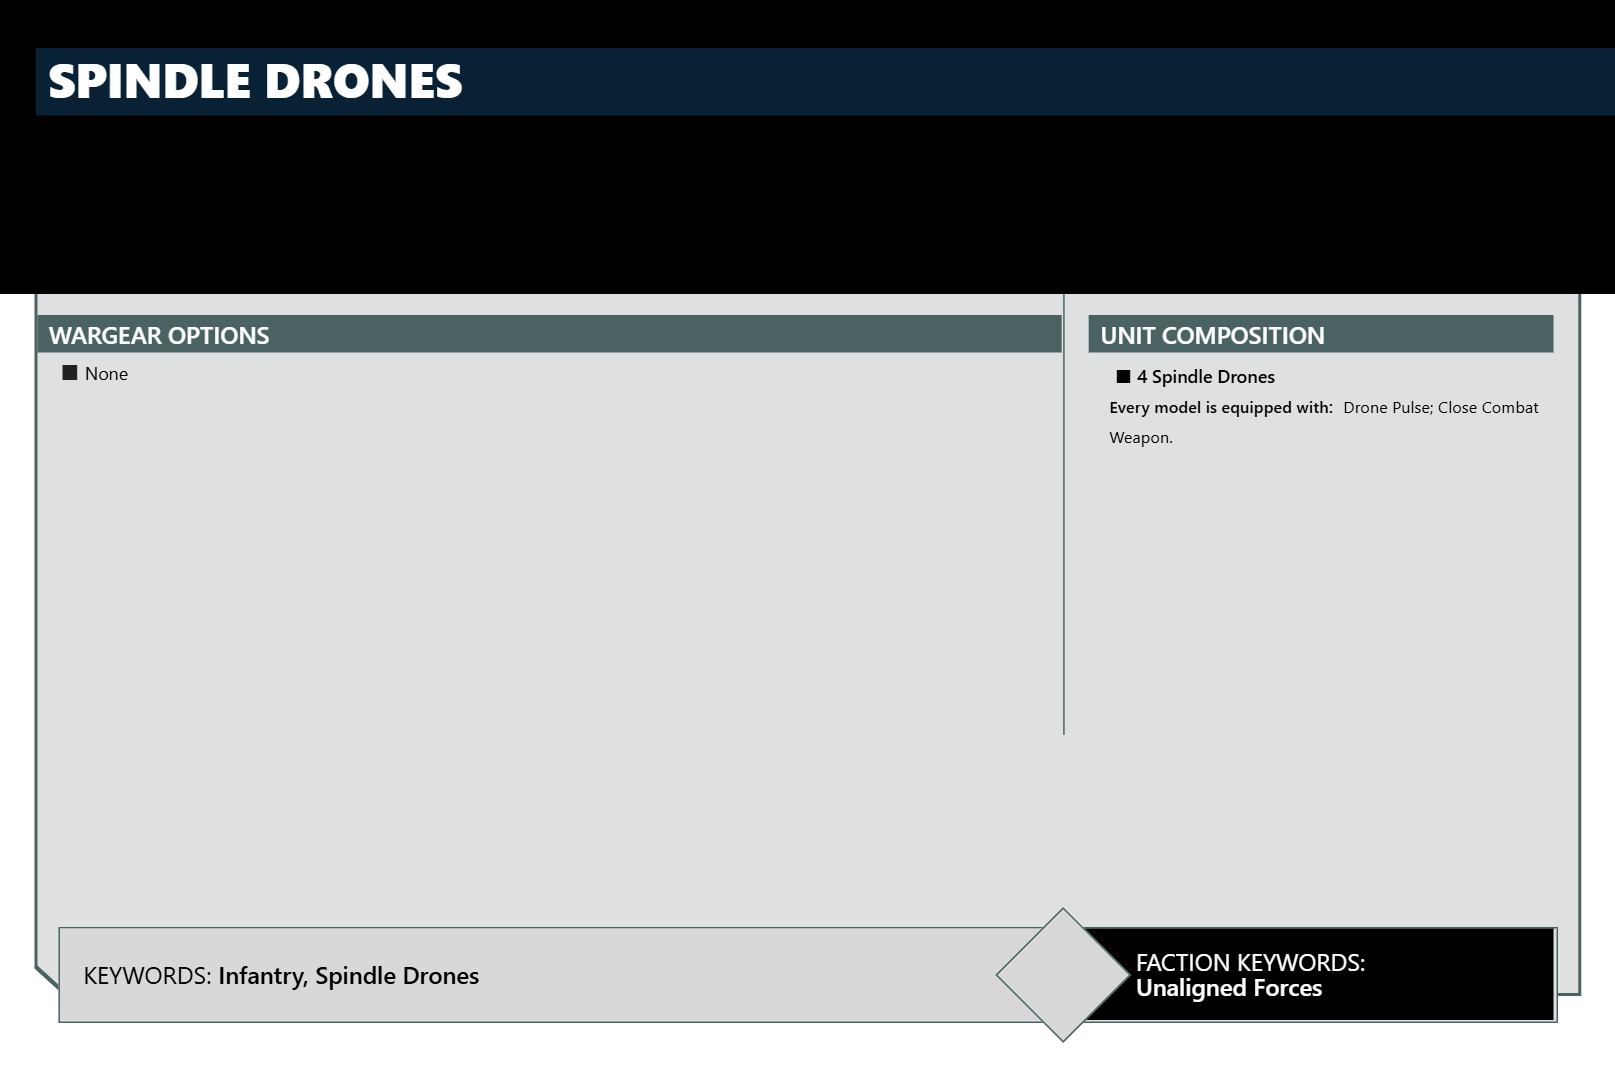 SPINDLE DRONES
WARGEAR OPTIONS
■ None
UNIT COMPOSITION
■ 4 Spindle Drones
Every model is equipped with: Drone Pulse; Close Combat
Weapon.
KEYWORDS: Infantry, Spindle Drones
FACTION KEYWORDS:
Unaligned Forces